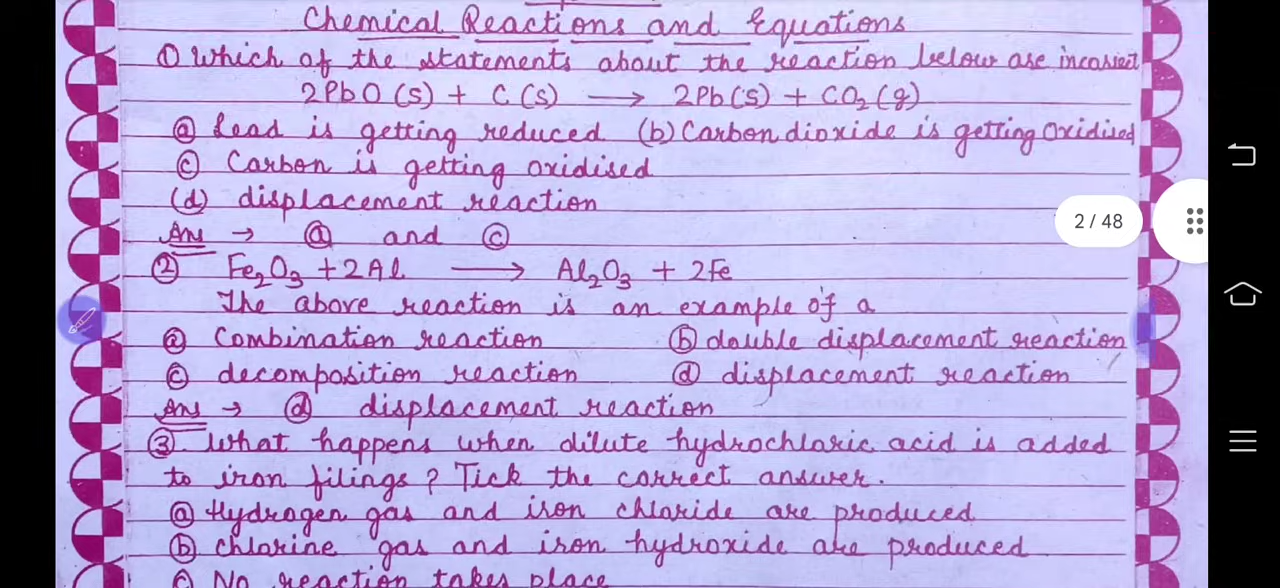 Chemical Reactions and Equations
① Which of the statements about the reaction below are incorrect
2PbO(s) + C(s) → 2Pb(s) + CO₂(g)
ⓐ Lead is getting reduced (b) Carbon dioxide is getting Oxidised
ⓒ Carbon is getting oxidised
(d) displacement reaction
Ans → ⓐ and ⓒ
② Fe₂O₃ + 2Al → Al₂O₃ + 2Fe
The above reaction is an example of a
ⓐ Combination reaction ⓑ double displacement reaction
ⓒ decomposition reaction ⓓ displacement reaction
Ans → ⓓ displacement reaction
③ What happens when dilute hydrochloric acid is added
to iron filings? Tick the correct answer.
ⓐ Hydrogen gas and iron chloride are produced.
ⓑ chlorine gas and iron hydroxide are produced
ⓒ No reaction takes place
2 / 48